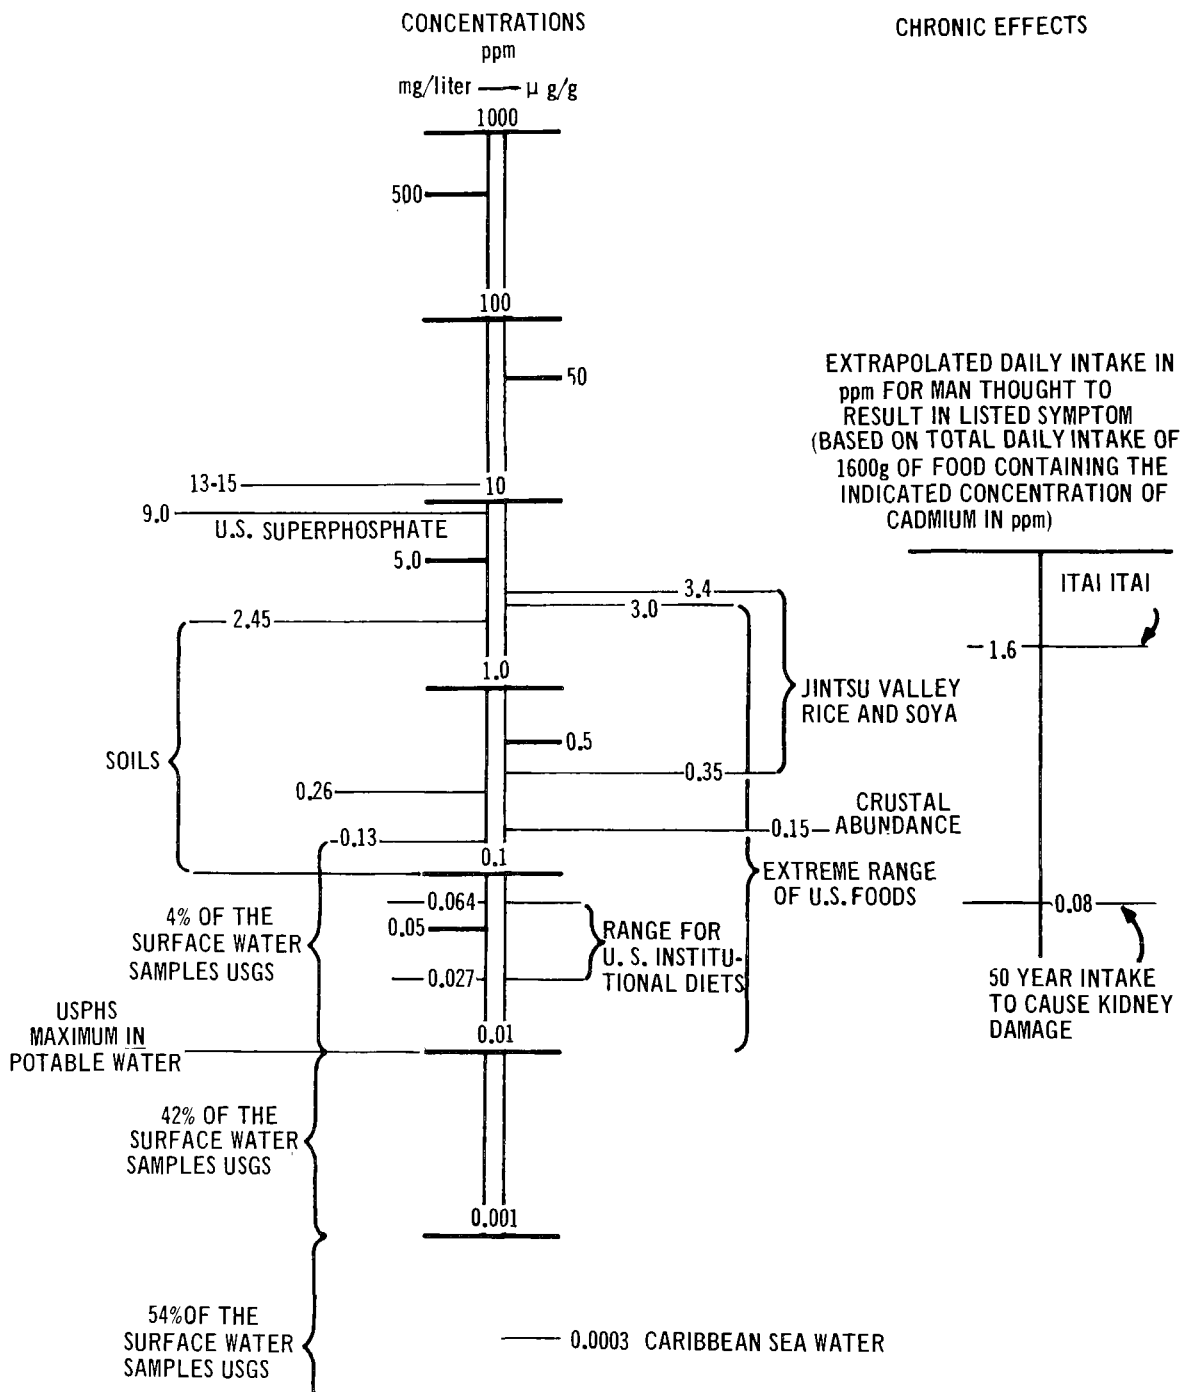 CONCENTRATIONS
ppm
mg/liter — μ g/g
CHRONIC EFFECTS
1000
500
100
50
13-15
10
9.0
U.S. SUPERPHOSPHATE
5.0
3.4
3.0
2.45
1.0
JINTSU VALLEY
RICE AND SOYA
0.5
SOILS
0.35
0.26
CRUSTAL
0.15 ABUNDANCE
0.13
0.1
EXTREME RANGE
OF U.S. FOODS
0.064
4% OF THE
SURFACE WATER
SAMPLES USGS
0.05
RANGE FOR
U. S. INSTITU-
TIONAL DIETS
0.027
USPHS
MAXIMUM IN
POTABLE WATER
0.01
42% OF THE
SURFACE WATER
SAMPLES USGS
0.001
54% OF THE
SURFACE WATER
SAMPLES USGS
0.0003 CARIBBEAN SEA WATER
EXTRAPOLATED DAILY INTAKE IN
ppm FOR MAN THOUGHT TO
RESULT IN LISTED SYMPTOM
(BASED ON TOTAL DAILY INTAKE OF
1600g OF FOOD CONTAINING THE
INDICATED CONCENTRATION OF
CADMIUM IN ppm)
ITAI ITAI
1.6
0.08
50 YEAR INTAKE
TO CAUSE KIDNEY
DAMAGE